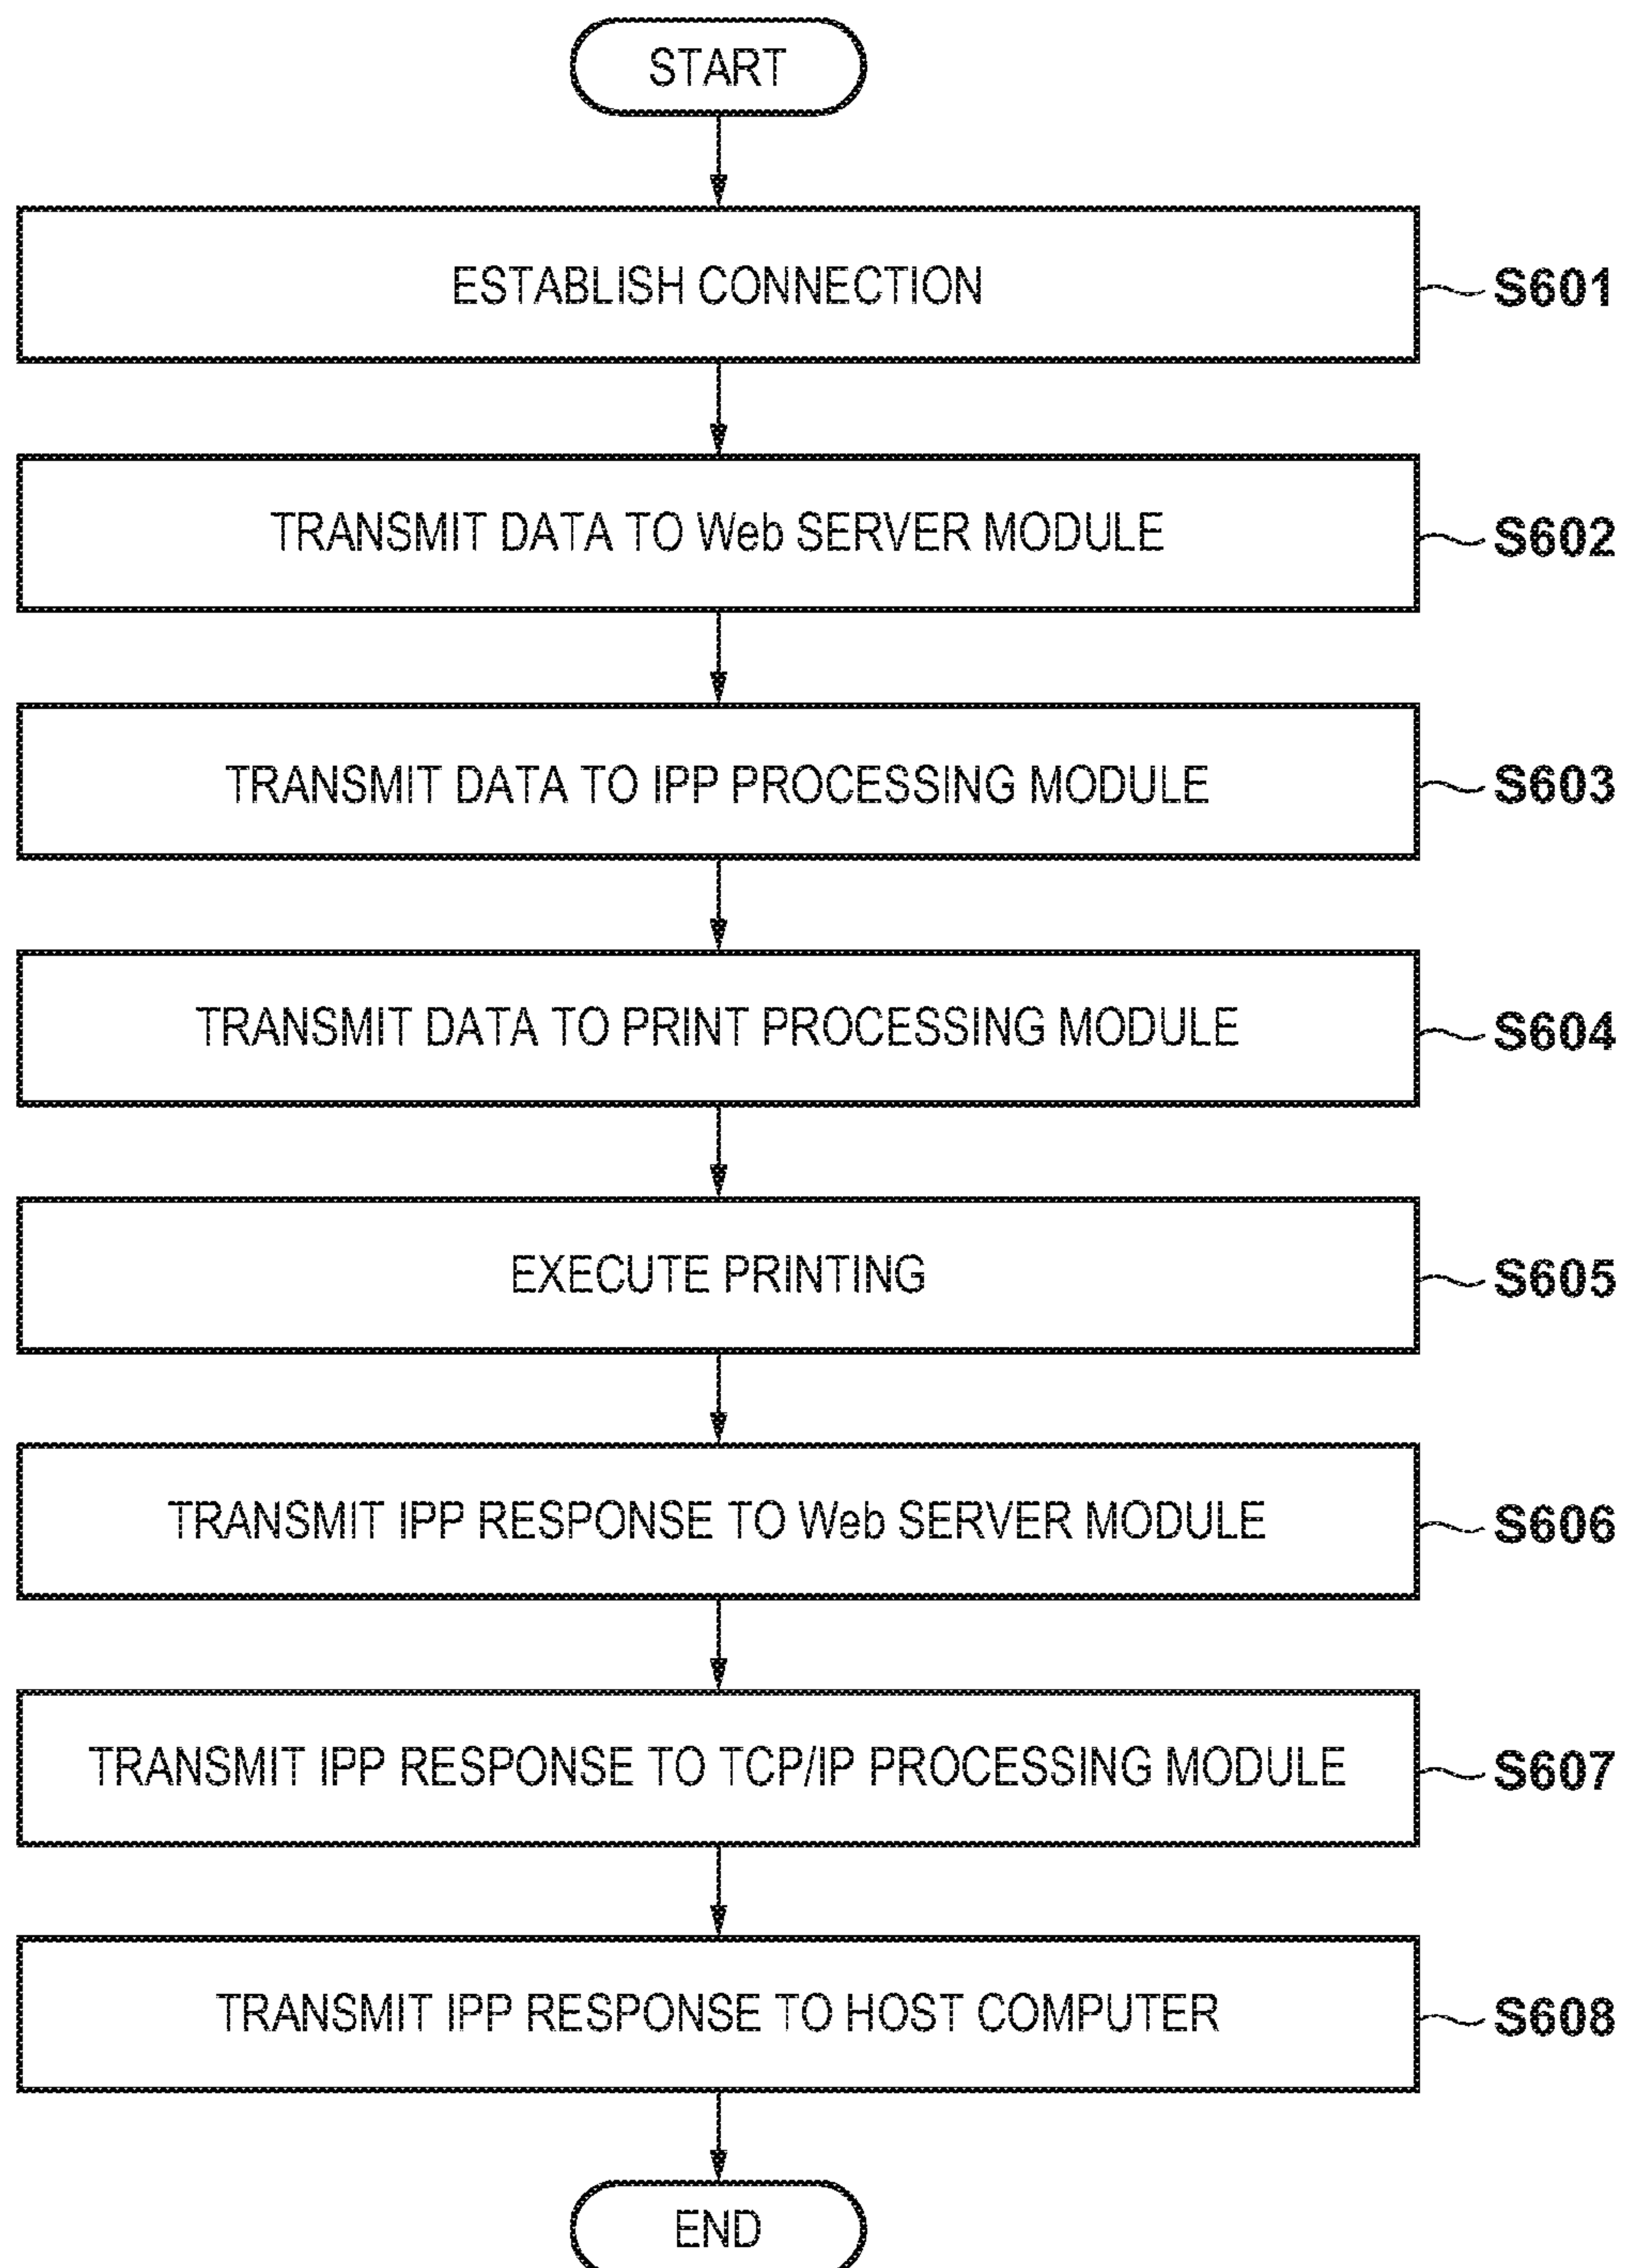 START
ESTABLISH CONNECTION S601
TRANSMIT DATA TO Web SERVER MODULE S602
TRANSMIT DATA TO IPP PROCESSING MODULE S603
TRANSMIT DATA TO PRINT PROCESSING MODULE S604
EXECUTE PRINTING S605
TRANSMIT IPP RESPONSE TO Web SERVER MODULE S606
TRANSMIT IPP RESPONSE TO TCP/IP PROCESSING MODULE S607
TRANSMIT IPP RESPONSE TO HOST COMPUTER S608
END